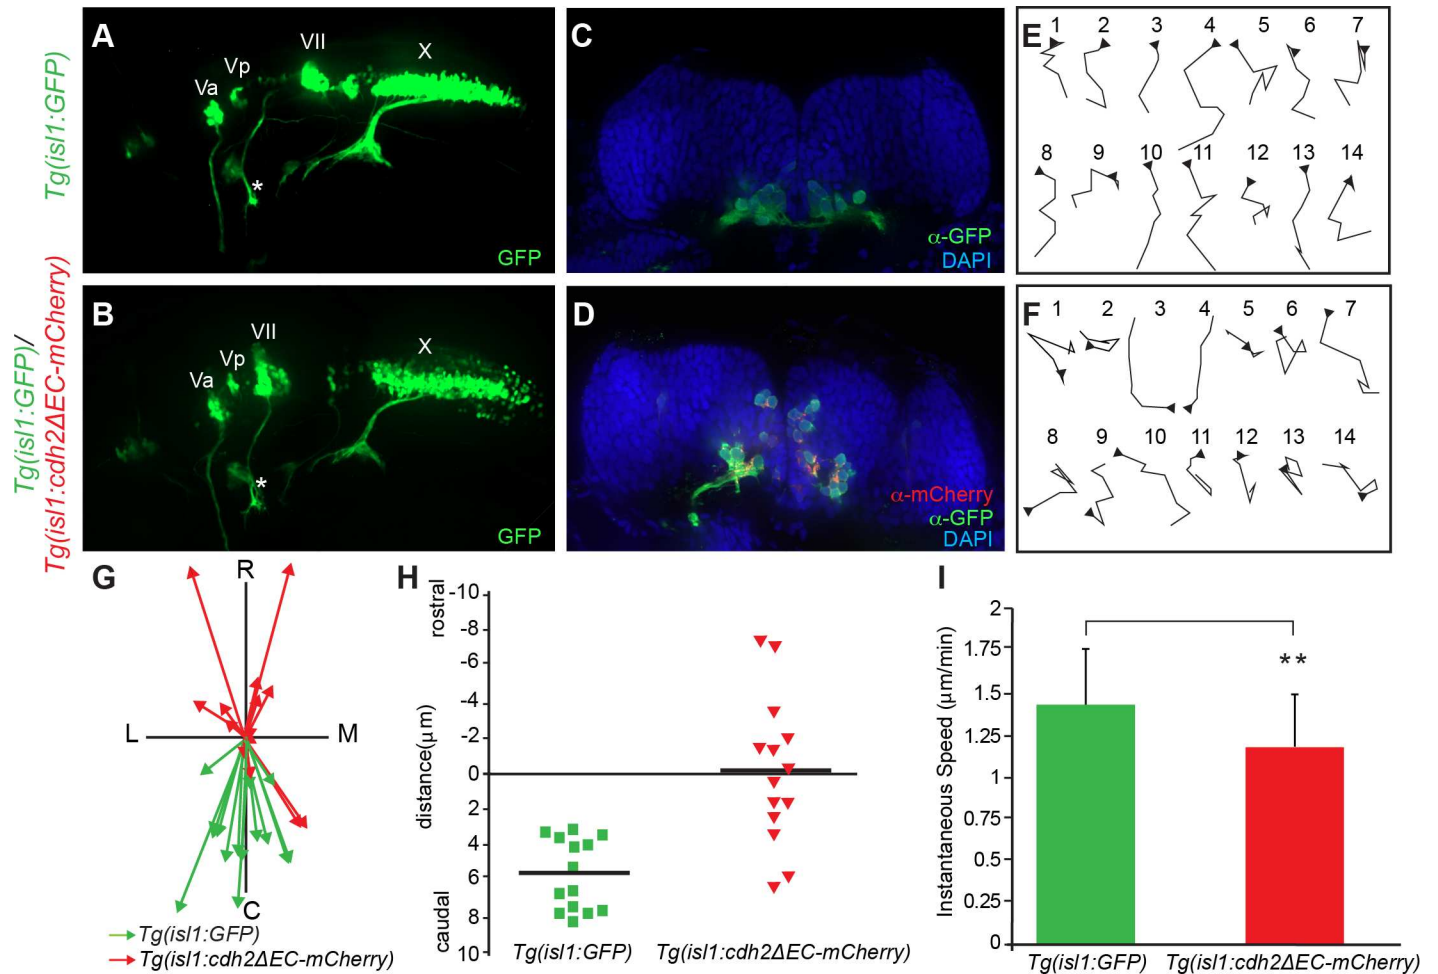 Tg(isl1:GFP)
A
Va
Vp
VII
X
*
GFP
C
α-GFP
DAPI
E
1 2 3 4 5 6 7
8 9 10 11 12 13 14
Tg(isl1:GFP)/
Tg(isl1:cdh2ΔEC-mCherry)
B
Va
Vp
VII
X
*
GFP
D
α-mCherry
α-GFP
DAPI
F
1 2 3 4 5 6 7
8 9 10 11 12 13 14
G
R
L
M
C
Tg(isl1:GFP)
Tg(isl1:cdh2ΔEC-mCherry)
H
rostral
distance(µm)
caudal
-10
-8
-6
-4
-2
0
2
4
6
8
10
Tg(isl1:GFP)
Tg(isl1:cdh2ΔEC-mCherry)
I
Instantaneous Speed (µm/min)
2
1.75
1.5
1.25
1
0.75
0.5
0.25
0
**
Tg(isl1:GFP)
Tg(isl1:cdh2ΔEC-mCherry)